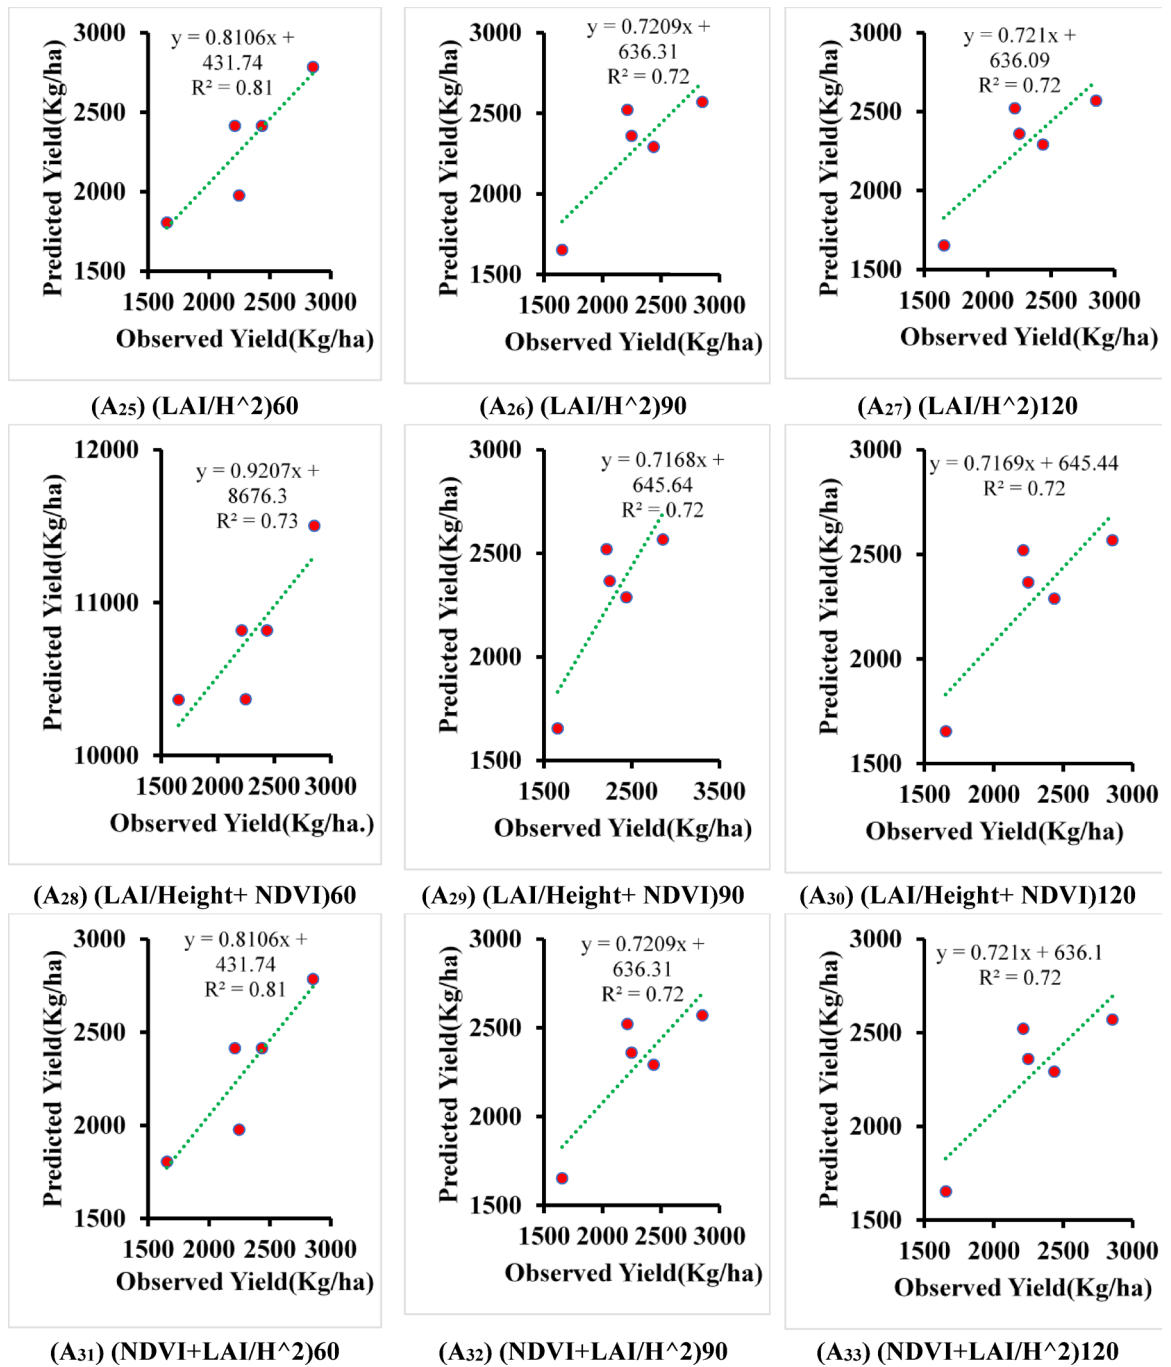 3000
2500
2000
1500
Predicted Yield(Kg/ha)
y = 0.8106x +
431.74
R² = 0.81
1500 2000 2500 3000
Observed Yield(Kg/ha)
(A₂₅) (LAI/H^2)60
3000
2500
2000
1500
Predicted Yield(Kg/ha)
y = 0.7209x +
636.31
R² = 0.72
1500 2000 2500 3000
Observed Yield(Kg/ha)
(A₂₆) (LAI/H^2)90
3000
2500
2000
1500
Predicted Yield(Kg/ha)
y = 0.721x +
636.09
R² = 0.72
1500 2000 2500 3000
Observed Yield(Kg/ha)
(A₂₇) (LAI/H^2)120
12000
11000
10000
Predicted Yield(Kg/ha)
y = 0.9207x +
8676.3
R² = 0.73
1500 2000 2500 3000
Observed Yield(Kg/ha.)
(A₂₈) (LAI/Height+ NDVI)60
3000
2500
2000
1500
Predicted Yield(Kg/ha)
y = 0.7168x +
645.64
R² = 0.72
1500 2500 3500
Observed Yield(Kg/ha)
(A₂₉) (LAI/Height+ NDVI)90
3000
2500
2000
1500
Predicted Yield(Kg/ha)
y = 0.7169x + 645.44
R² = 0.72
1500 2000 2500 3000
Observed Yield(Kg/ha)
(A₃₀) (LAI/Height+ NDVI)120
3000
2500
2000
1500
Predicted Yield(Kg/ha)
y = 0.8106x +
431.74
R² = 0.81
1500 2000 2500 3000
Observed Yield(Kg/ha)
(A₃₁) (NDVI+LAI/H^2)60
3000
2500
2000
1500
Predicted Yield(Kg/ha)
y = 0.7209x +
636.31
R² = 0.72
1500 2000 2500 3000
Observed Yield(Kg/ha)
(A₃₂) (NDVI+LAI/H^2)90
3000
2500
2000
1500
Predicted Yield(Kg/ha)
y = 0.721x + 636.1
R² = 0.72
1500 2000 2500 3000
Observed Yield(Kg/ha)
(A₃₃) (NDVI+LAI/H^2)120